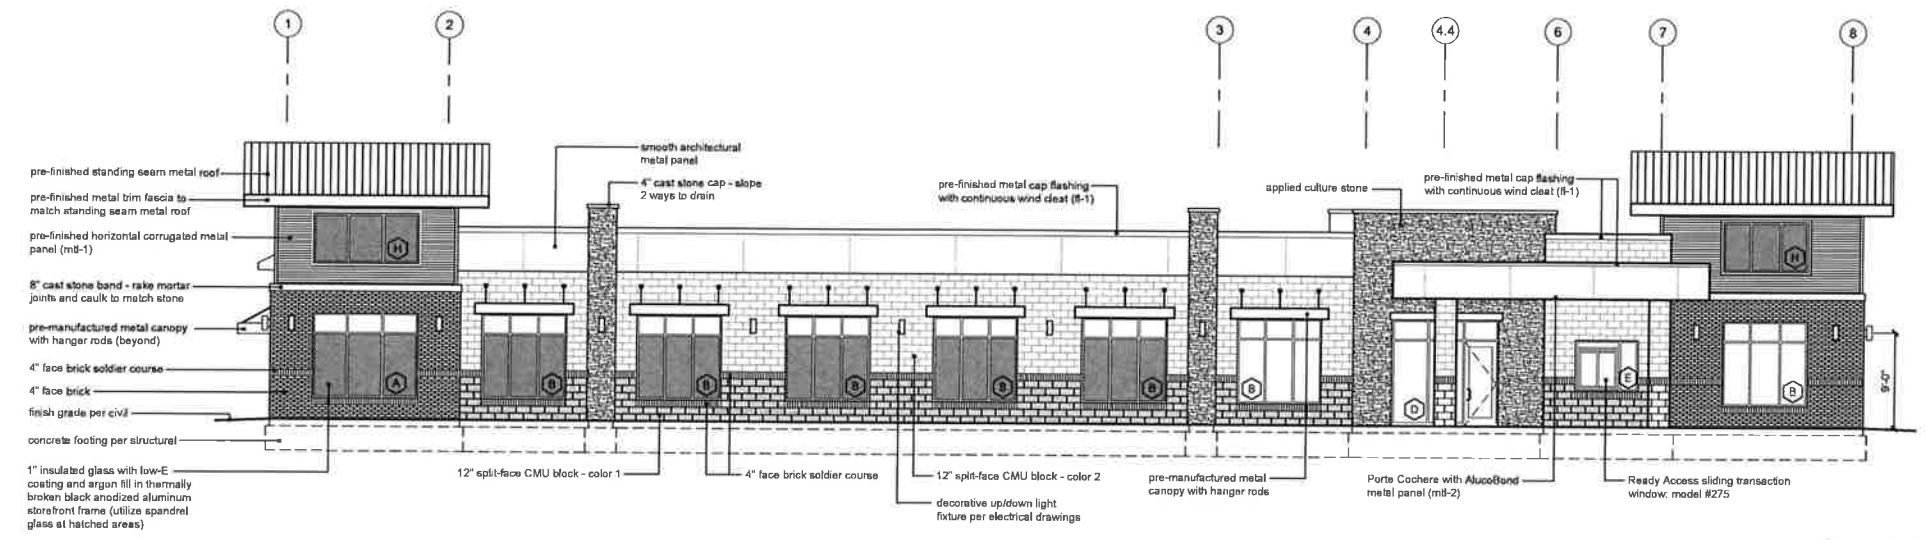 1
2
3
4
4.4
6
7
8
pre-finished standing seam metal roof
pre-finished metal trim fascia to
match standing seam metal roof
pre-finished horizontal corrugated metal
panel (mtl-1)
8" cast stone band - rake mortar
joints and caulk to match stone
pre-manufactured metal canopy
with hanger rods (beyond)
4" face brick soldier course
4" face brick
finish grade per civil
concrete footing per structural
1" insulated glass with low-E
coating and argon fill in thermally
broken black anodized aluminum
storefront frame (utilize spandrel
glass at hatched areas)
smooth architectural
metal panel
4" cast stone cap - slope
2 ways to drain
pre-finished metal cap flashing
with continuous wind cleat (fl-1)
applied culture stone
pre-finished metal cap flashing
with continuous wind cleat (fl-1)
H
H
A
B
B
B
B
B
B
D
E
B
9'-0"
12" split-face CMU block - color 1
4" face brick soldier course
12" split-face CMU block - color 2
decorative up/down light
fixture per electrical drawings
pre-manufactured metal
canopy with hanger rods
Porte Cochere with AlucoBond
metal panel (mtl-2)
Ready Access sliding transaction
window: model #275